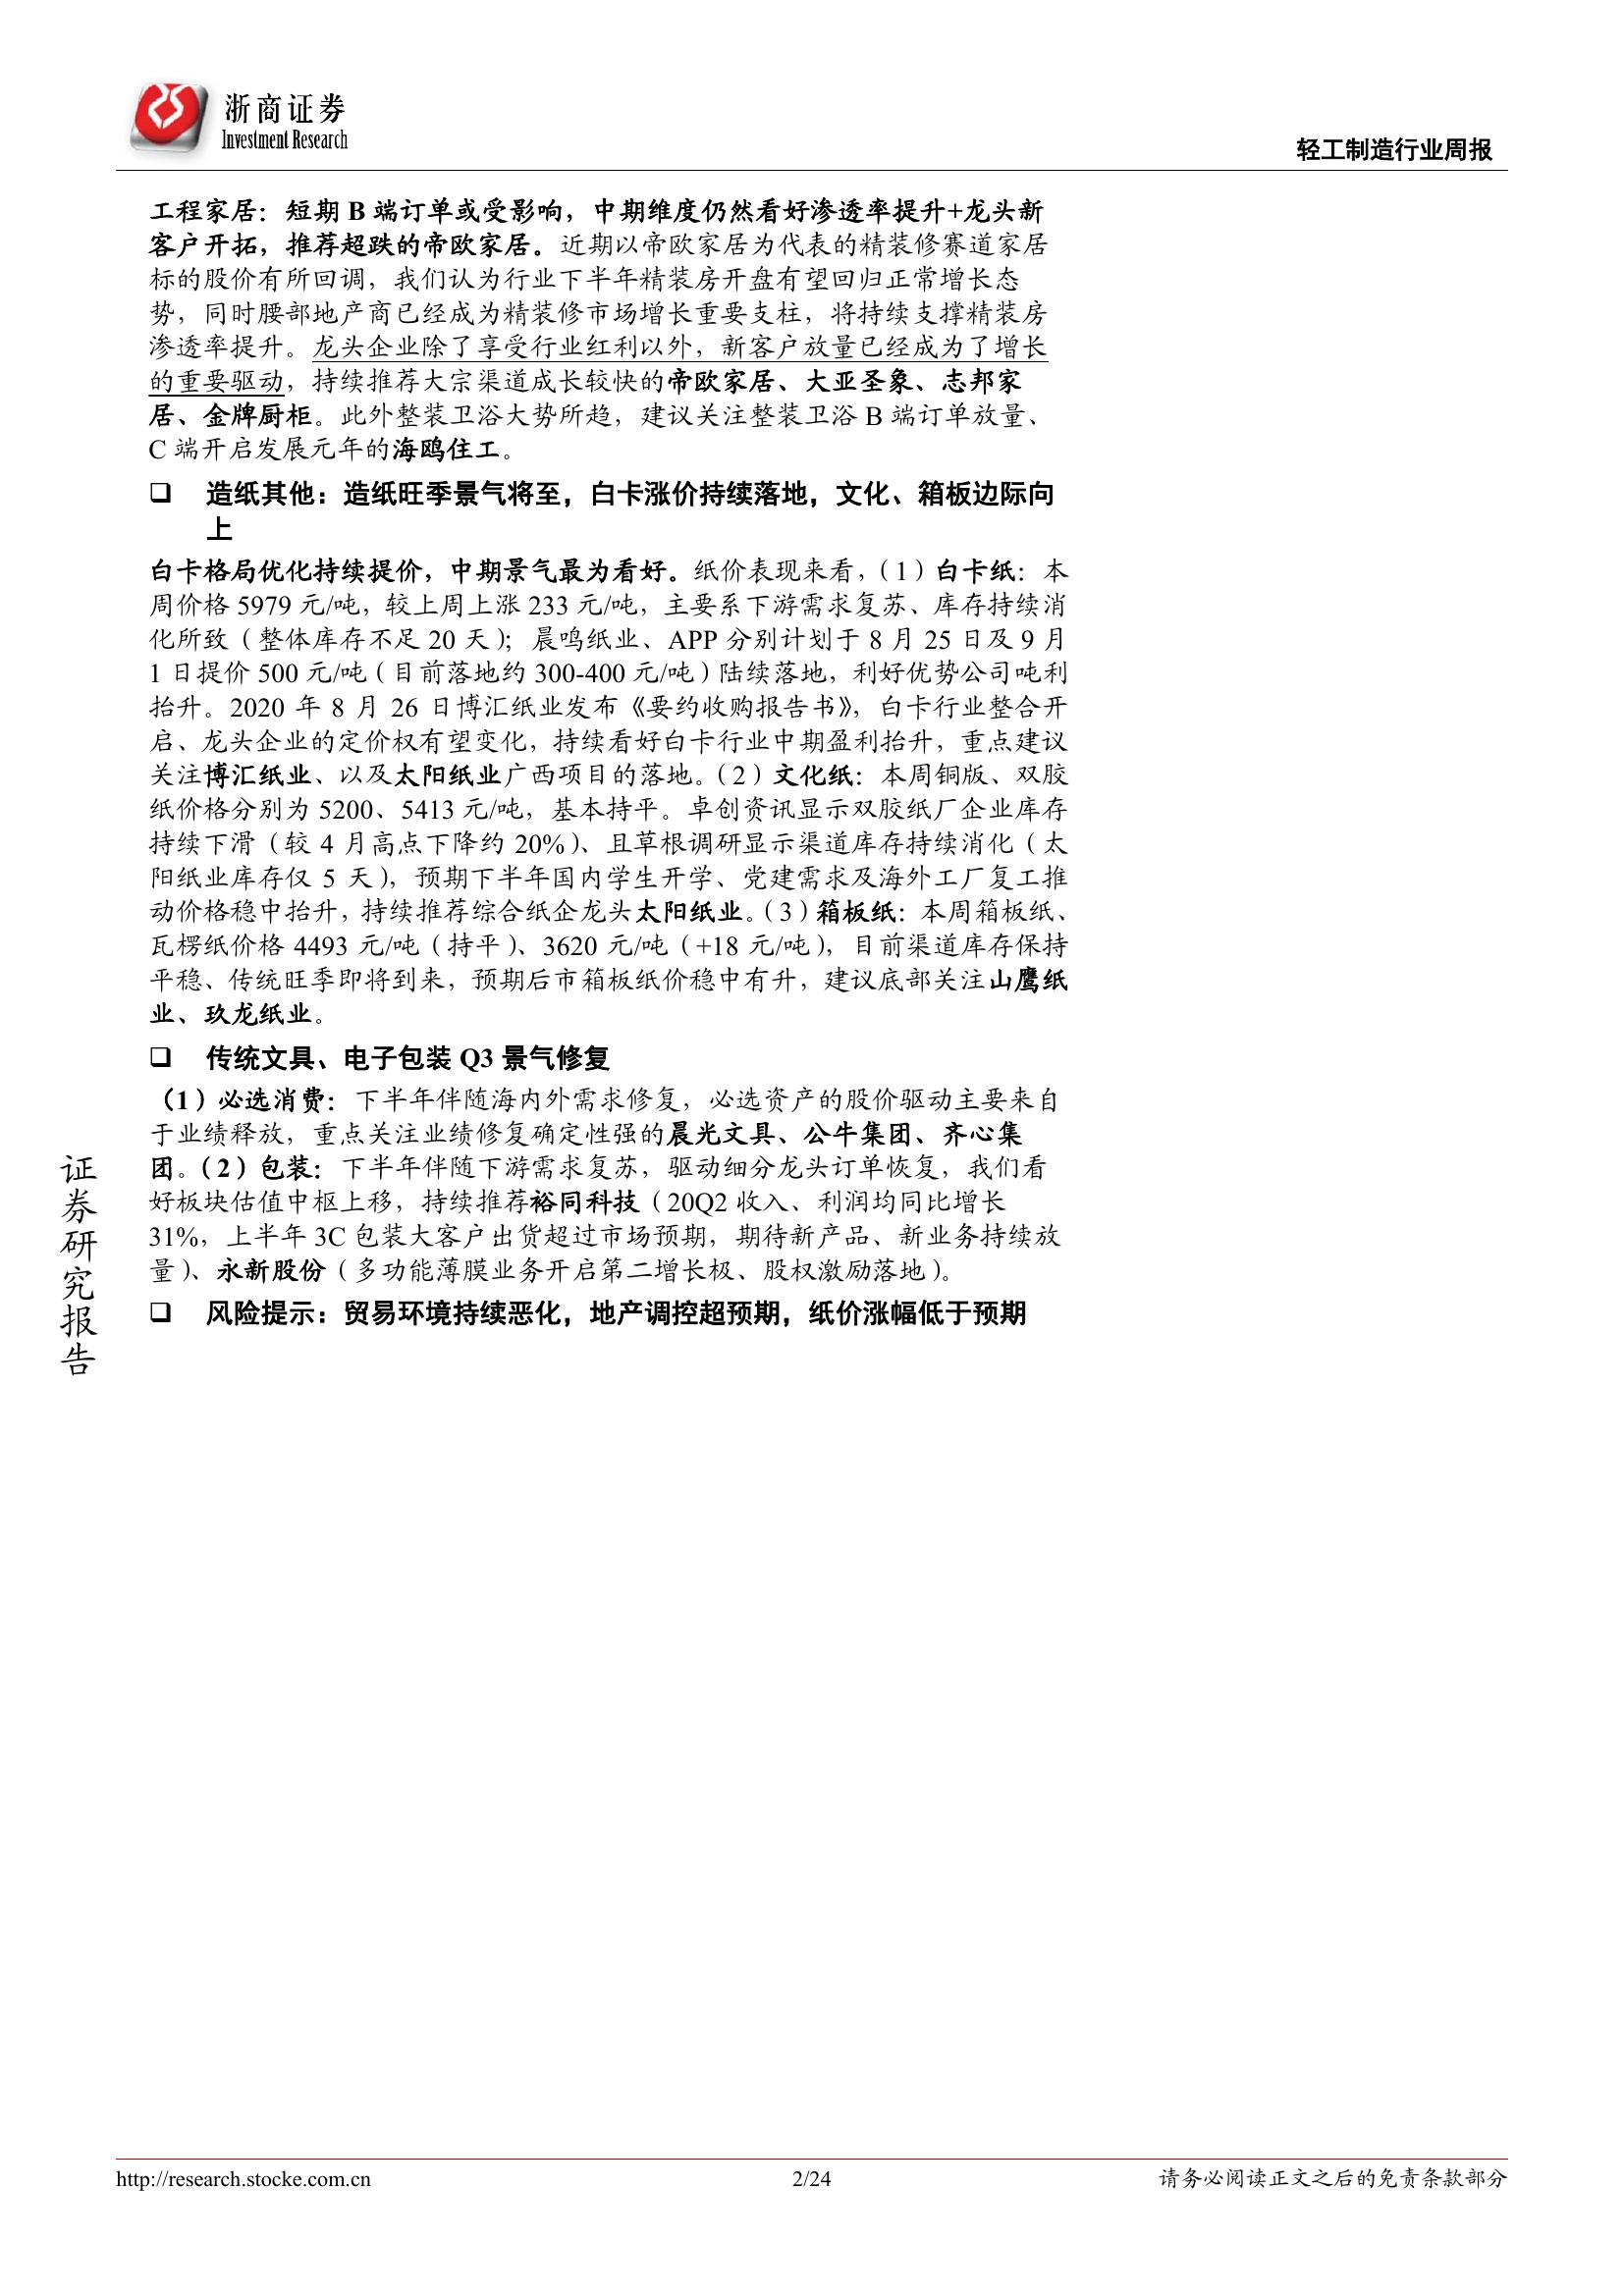 浙商证券
Investment Research
轻工制造行业周报
工程家居：短期 B 端订单或受影响，中期维度仍然看好渗透率提升+龙头新
客户开拓，推荐超跌的帝欧家居。近期以帝欧家居为代表的精装修赛道家居
标的股价有所回调，我们认为行业下半年精装房开盘有望回归正常增长态
势，同时腰部地产商已经成为精装修市场增长重要支柱，将持续支撑精装房
渗透率提升。龙头企业除了享受行业红利以外，新客户放量已经成为了增长
的重要驱动，持续推荐大宗渠道成长较快的帝欧家居、大亚圣象、志邦家
居、金牌厨柜。此外整装卫浴大势所趋，建议关注整装卫浴 B 端订单放量、
C 端开启发展元年的海鸥住工。
❑ 造纸其他：造纸旺季景气将至，白卡涨价持续落地，文化、箱板边际向
上
白卡格局优化持续提价，中期景气最为看好。纸价表现来看，（1）白卡纸：本
周价格 5979 元/吨，较上周上涨 233 元/吨，主要系下游需求复苏、库存持续消
化所致（整体库存不足 20 天）；晨鸣纸业、APP 分别计划于 8 月 25 日及 9 月
1 日提价 500 元/吨（目前落地约 300-400 元/吨）陆续落地，利好优势公司吨利
抬升。2020 年 8 月 26 日博汇纸业发布《要约收购报告书》，白卡行业整合开
启、龙头企业的定价权有望变化，持续看好白卡行业中期盈利抬升，重点建议
关注博汇纸业、以及太阳纸业广西项目的落地。（2）文化纸：本周铜版、双胶
纸价格分别为 5200、5413 元/吨，基本持平。卓创资讯显示双胶纸厂企业库存
持续下滑（较 4 月高点下降约 20%）、且草根调研显示渠道库存持续消化（太
阳纸业库存仅 5 天），预期下半年国内学生开学、党建需求及海外工厂复工推
动价格稳中抬升，持续推荐综合纸企龙头太阳纸业。（3）箱板纸：本周箱板纸、
瓦楞纸价格 4493 元/吨（持平）、3620 元/吨（+18 元/吨），目前渠道库存保持
平稳、传统旺季即将到来，预期后市箱板纸价稳中有升，建议底部关注山鹰纸
业、玖龙纸业。
❑ 传统文具、电子包装 Q3 景气修复
（1）必选消费：下半年伴随海内外需求修复，必选资产的股价驱动主要来自
于业绩释放，重点关注业绩修复确定性强的晨光文具、公牛集团、齐心集
团。（2）包装：下半年伴随下游需求复苏，驱动细分龙头订单恢复，我们看
好板块估值中枢上移，持续推荐裕同科技（20Q2 收入、利润均同比增长
31%，上半年 3C 包装大客户出货超过市场预期，期待新产品、新业务持续放
量）、永新股份（多功能薄膜业务开启第二增长极、股权激励落地）。
❑ 风险提示：贸易环境持续恶化，地产调控超预期，纸价涨幅低于预期
证
券
研
究
报
告
http://research.stocke.com.cn
2/24
请务必阅读正文之后的免责条款部分